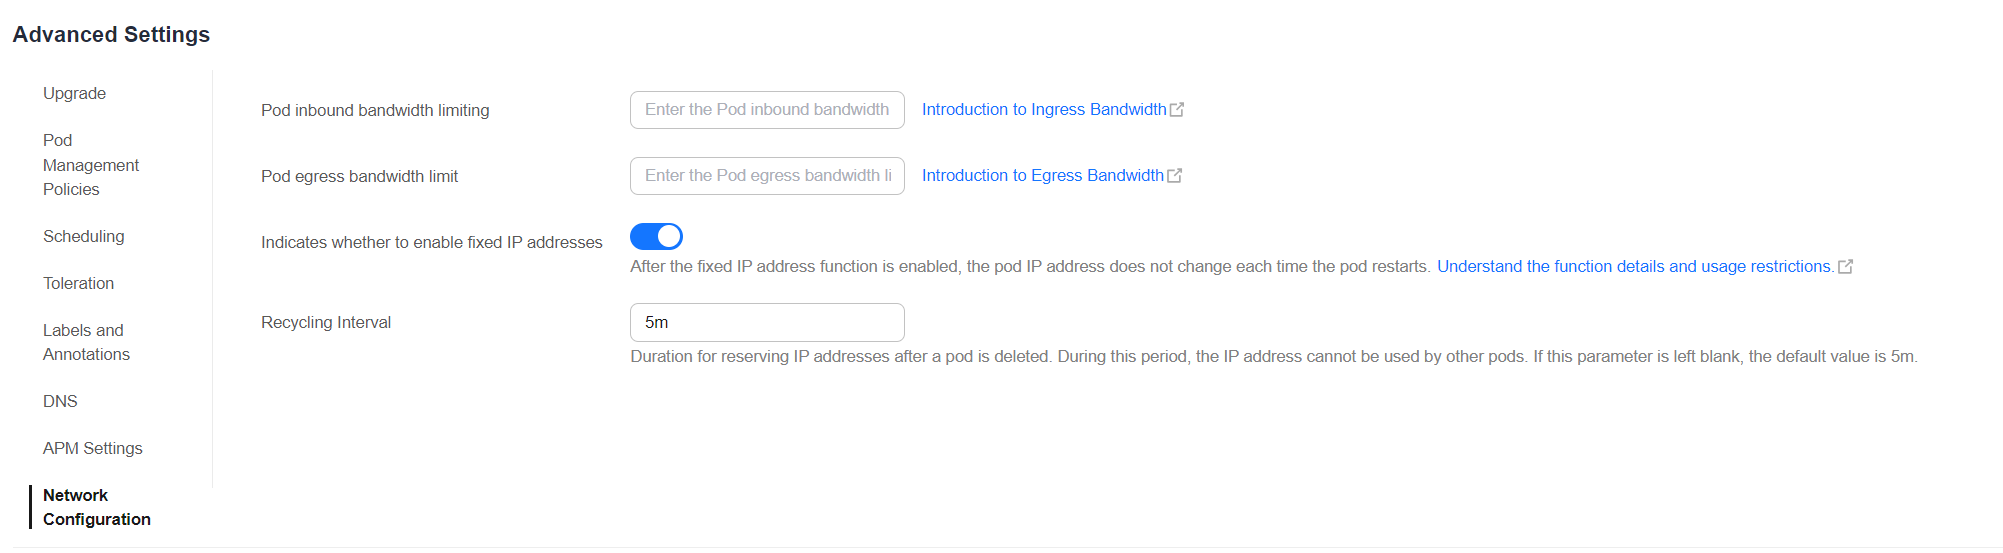 Advanced Settings
Upgrade
Pod
Management
Policies
Scheduling
Toleration
Labels and
Annotations
DNS
APM Settings
Network
Configuration
Pod inbound bandwidth limiting
Enter the Pod inbound bandwidth
Introduction to Ingress Bandwidth
Pod egress bandwidth limit
Enter the Pod egress bandwidth li
Introduction to Egress Bandwidth
Indicates whether to enable fixed IP addresses
After the fixed IP address function is enabled, the pod IP address does not change each time the pod restarts. Understand the function details and usage restrictions.
Recycling Interval
5m
Duration for reserving IP addresses after a pod is deleted. During this period, the IP address cannot be used by other pods. If this parameter is left blank, the default value is 5m.